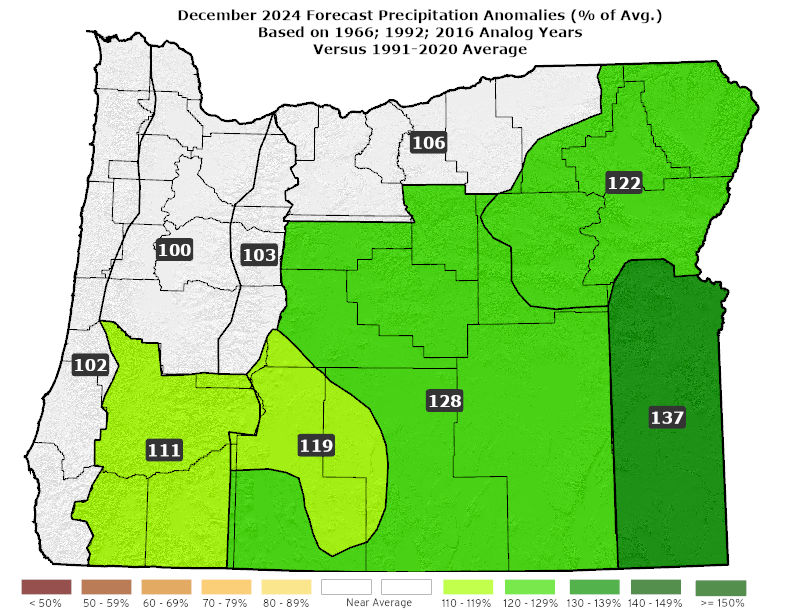 December 2024 Forecast Precipitation Anomalies (% of Avg.)
Based on 1966; 1992; 2016 Analog Years
Versus 1991-2020 Average
106
122
100
103
102
128
137
111
119
< 50%
50 - 59%
60 - 69%
70 - 79%
80 - 89%
Near Average
110 - 119%
120 - 129%
130 - 139%
140 - 149%
>= 150%